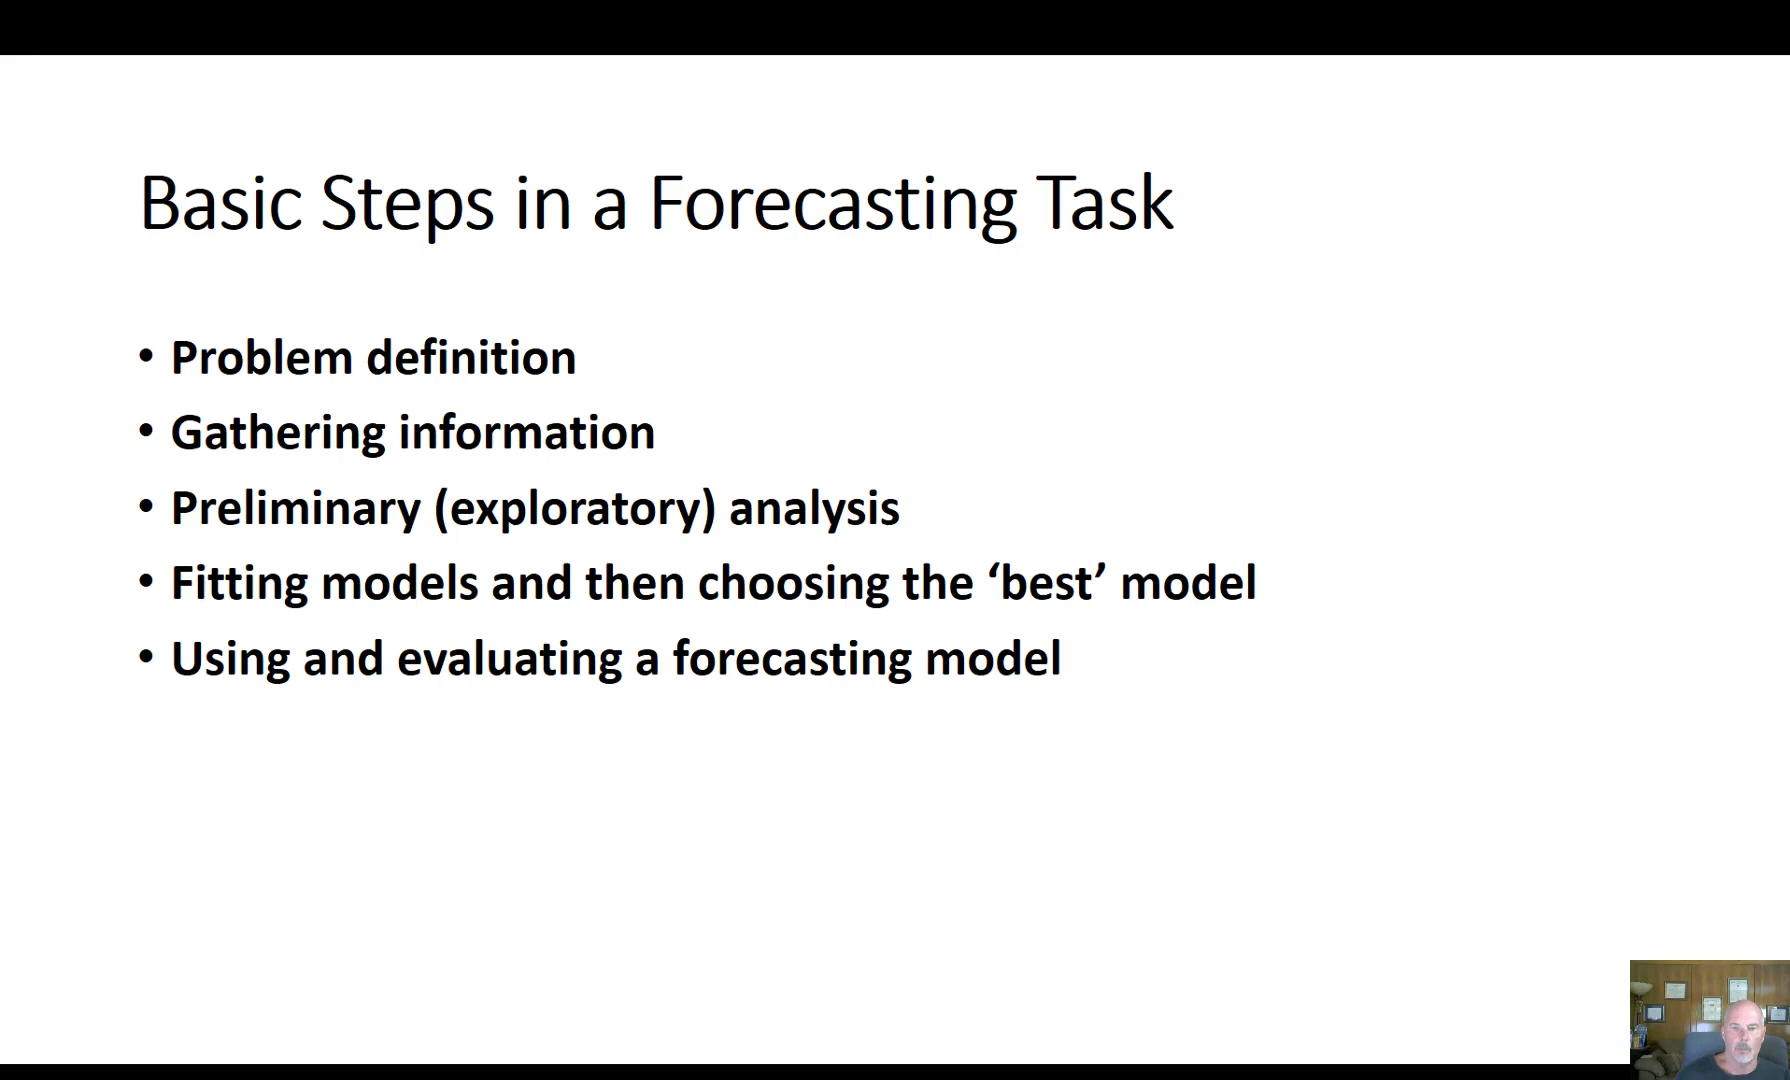 Basic Steps in a Forecasting Task
• Problem definition
• Gathering information
• Preliminary (exploratory) analysis
• Fitting models and then choosing the ‘best’ model
• Using and evaluating a forecasting model